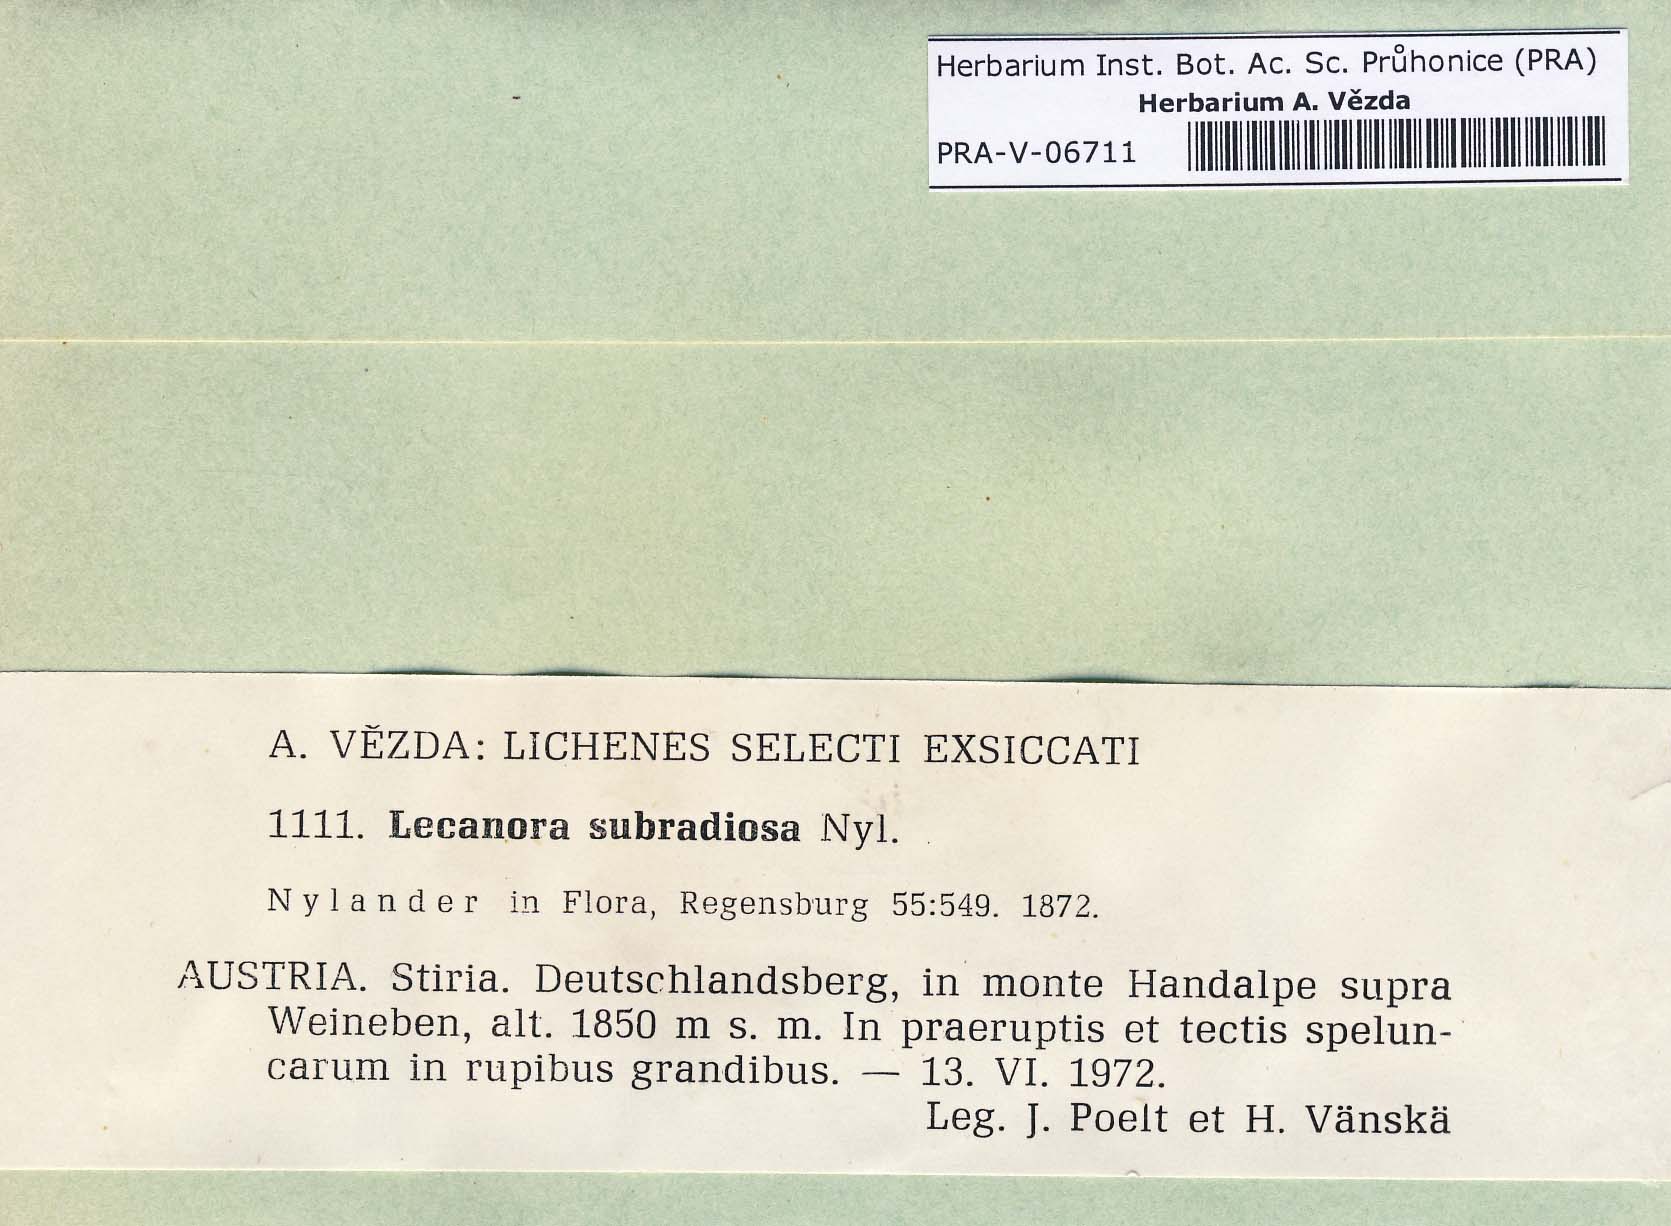 Herbarium Inst. Bot. Ac. Sc. Průhonice (PRA)
Herbarium A. Vězda
PRA-V-06711
A. VĚZDA: LICHENES SELECTI EXSICCATI
1111. Lecanora subradiosa Nyl.
Nylander in Flora, Regensburg 55:549. 1872.
AUSTRIA. Stiria. Deutschlandsberg, in monte Handalpe supra
Weineben, alt. 1850 m s. m. In praeruptis et tectis spelun-
carum in rupibus grandibus. — 13. VI. 1972.
Leg. J. Poelt et H. Vänskä